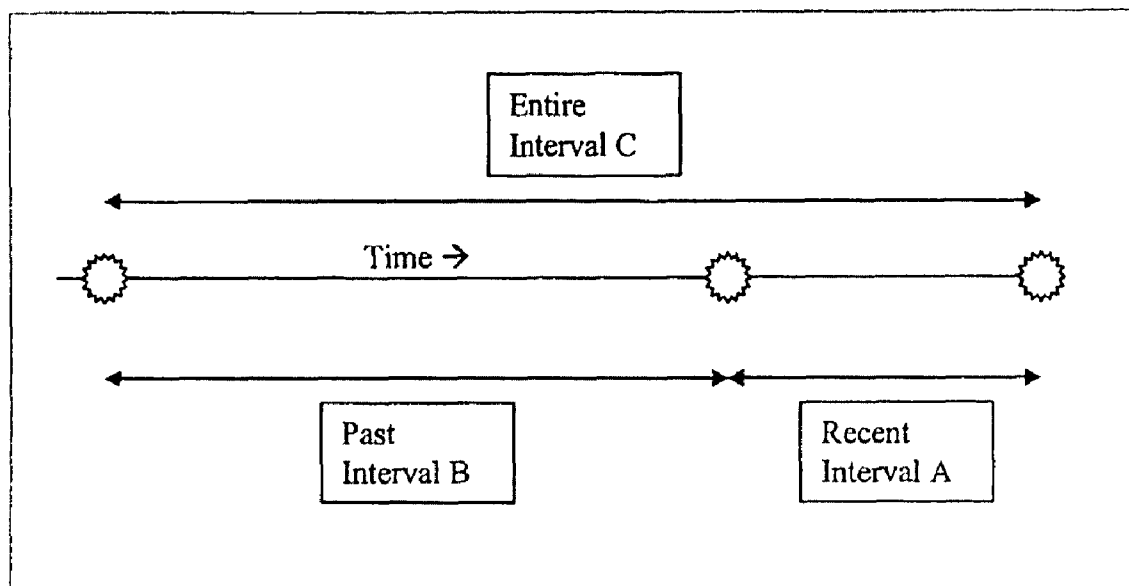 Entire
Interval C
Time →
Past
Interval B
Recent
Interval A